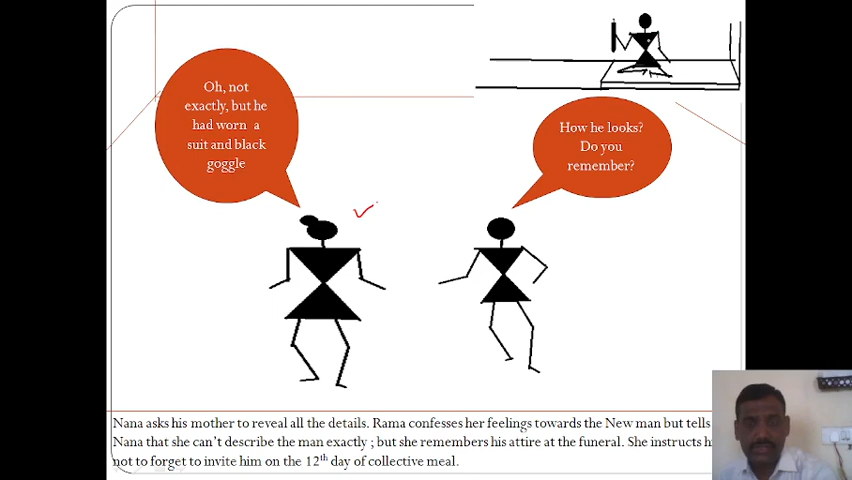 Oh, not
exactly, but he
had worn a
suit and black
goggle
How he looks?
Do you
remember?
Nana asks his mother to reveal all the details. Rama confesses her feelings towards the New man but tells
Nana that she can't describe the man exactly ; but she remembers his attire at the funeral. She instructs
not to forget to invite him on the 12th day of collective meal.